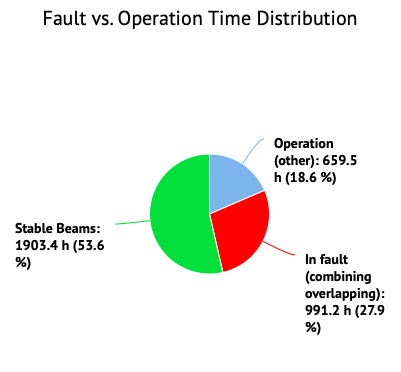 Fault vs. Operation Time Distribution
Operation
(other): 659.5
h (18.6 %)
Stable Beams:
1903.4 h (53.6
%)
In fault
(combining
overlapping):
991.2 h (27.9
%)